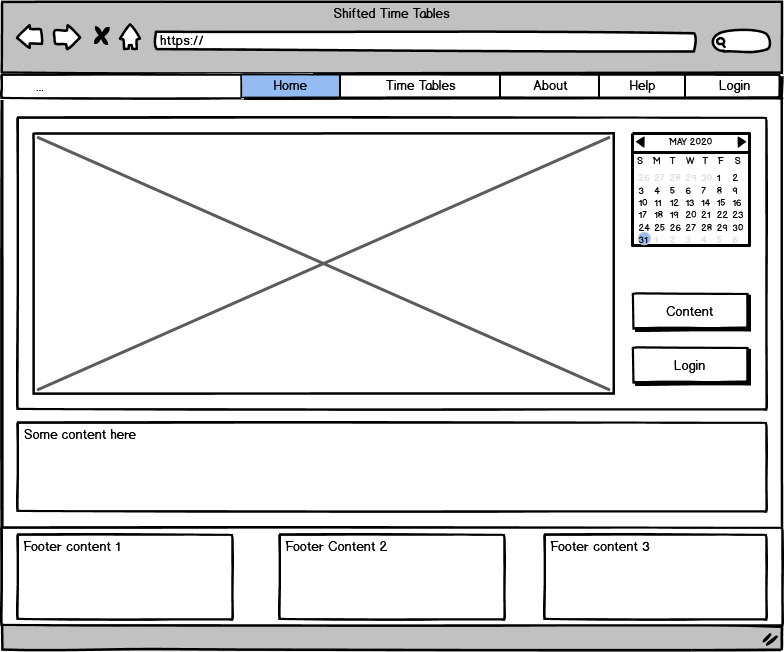 Shifted Time Tables
https://
... Home Time Tables About Help Login
MAY 2020
S M T W T F S
26 27 28 29 30 1 2
3 4 5 6 7 8 9
10 11 12 13 14 15 16
17 18 19 20 21 22 23
24 25 26 27 28 29 30
31 1 2 3 4 5 6
Content
Login
Some content here
Footer content 1
Footer Content 2
Footer content 3